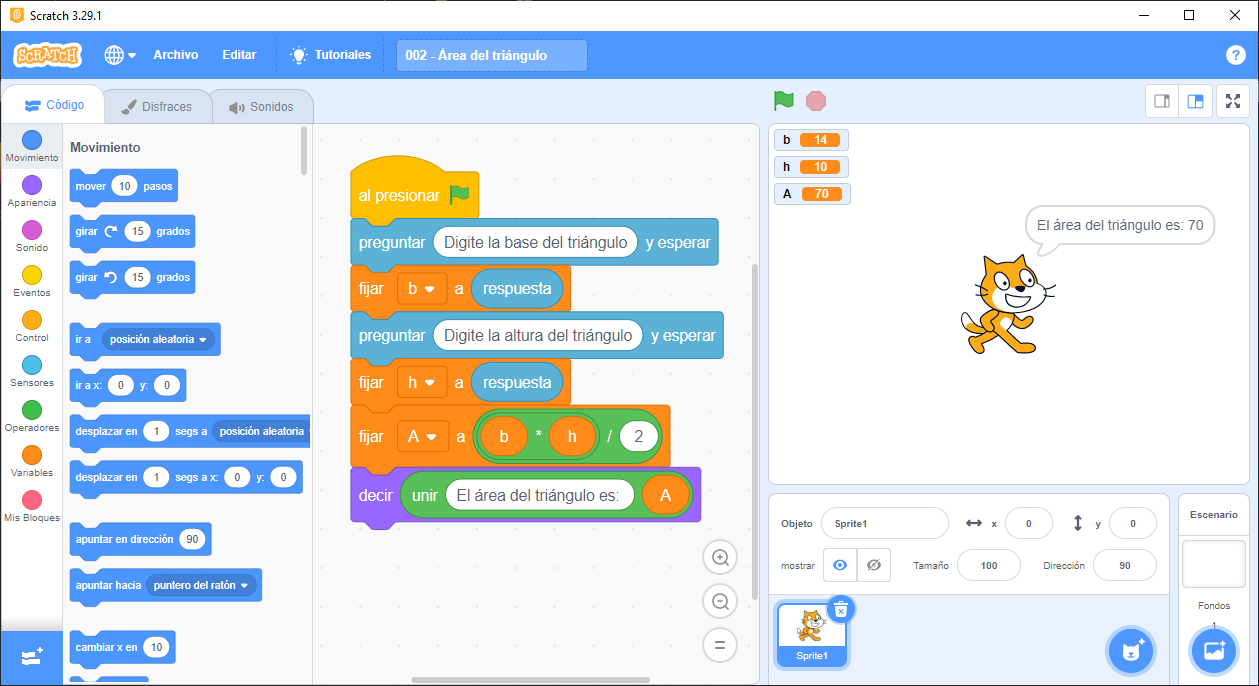 Scratch 3.29.1
SCRATCH
Archivo
Editar
Tutoriales
002 - Área del triángulo
?
Código
Disfraces
Sonidos
Movimiento
Apariencia
Sonido
Eventos
Control
Sensores
Operadores
Variables
Mis Bloques
Movimiento
mover 10 pasos
girar 15 grados
girar 15 grados
ir a posición aleatoria
ir a x: 0 y: 0
desplazar en 1 segs a posición aleatoria
desplazar en 1 segs a x: 0 y: 0
apuntar en dirección 90
apuntar hacia puntero del ratón
cambiar x en 10
al presionar
preguntar Digite la base del triángulo y esperar
fijar b a respuesta
preguntar Digite la altura del triángulo y esperar
fijar h a respuesta
fijar A a b * h / 2
decir unir El área del triángulo es: A
b 14
h 10
A 70
El área del triángulo es: 70
Objeto Sprite1 x 0 y 0
mostrar Tamaño 100 Dirección 90
Sprite1
Escenario
Fondos
1